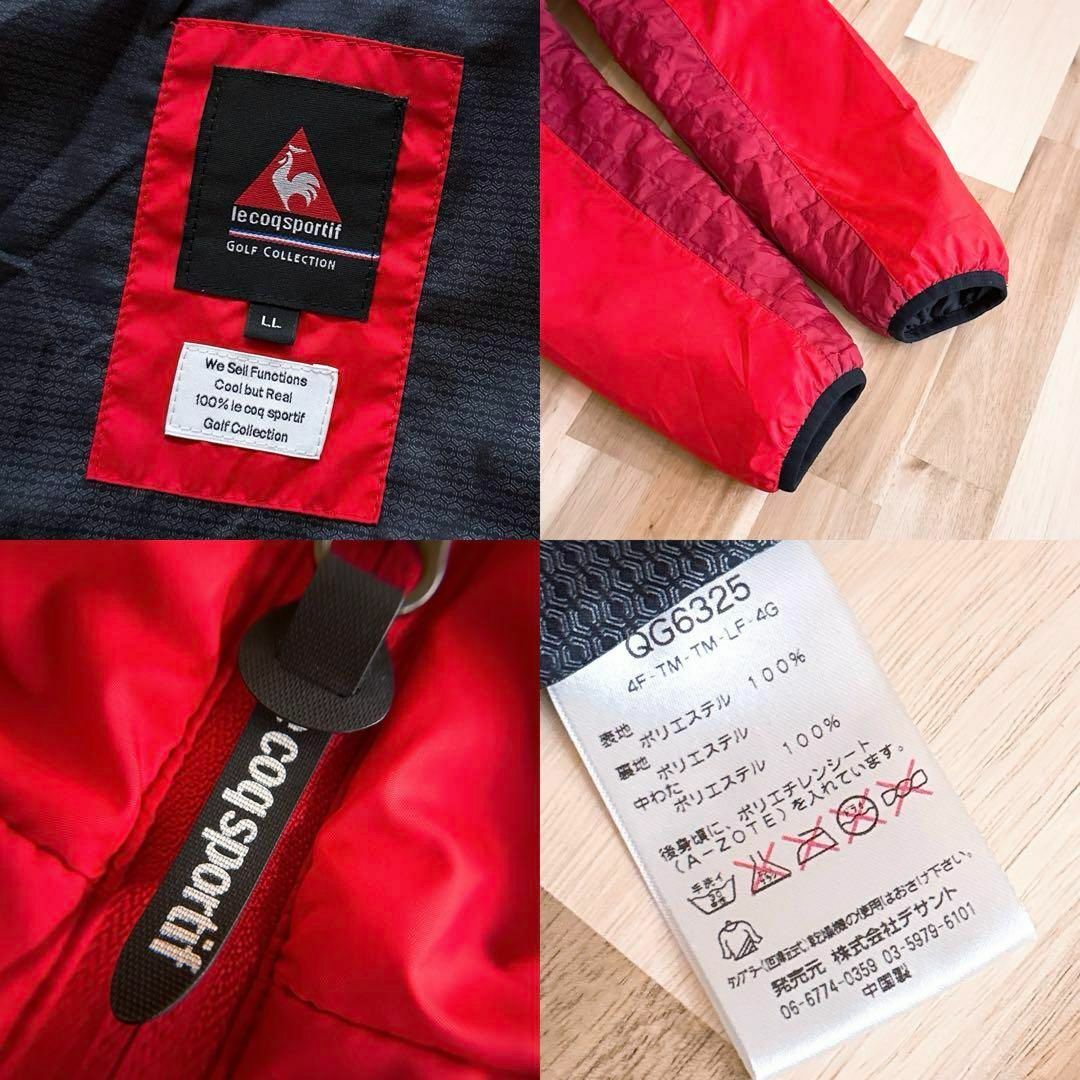 lecoqsportif
GOLF COLLECTION
LL
We Sell Functions
Cool but Real
100% le coq sportif
Golf Collection
ecoqsportif
QG6325
4F-TM-TM-LF-4G
表地 ポリエステル 100%
裏地 ポリエステル
中わた ポリエステル 100%
後身頃に、ポリエチレンシート
(A-ZOTE)を入れています。
手洗イ
30
タンブラー(回転式)乾燥機の使用はおさけ下さい。
発売元 株式会社デサント
06-6774-0359 03-5979-6101
中国製